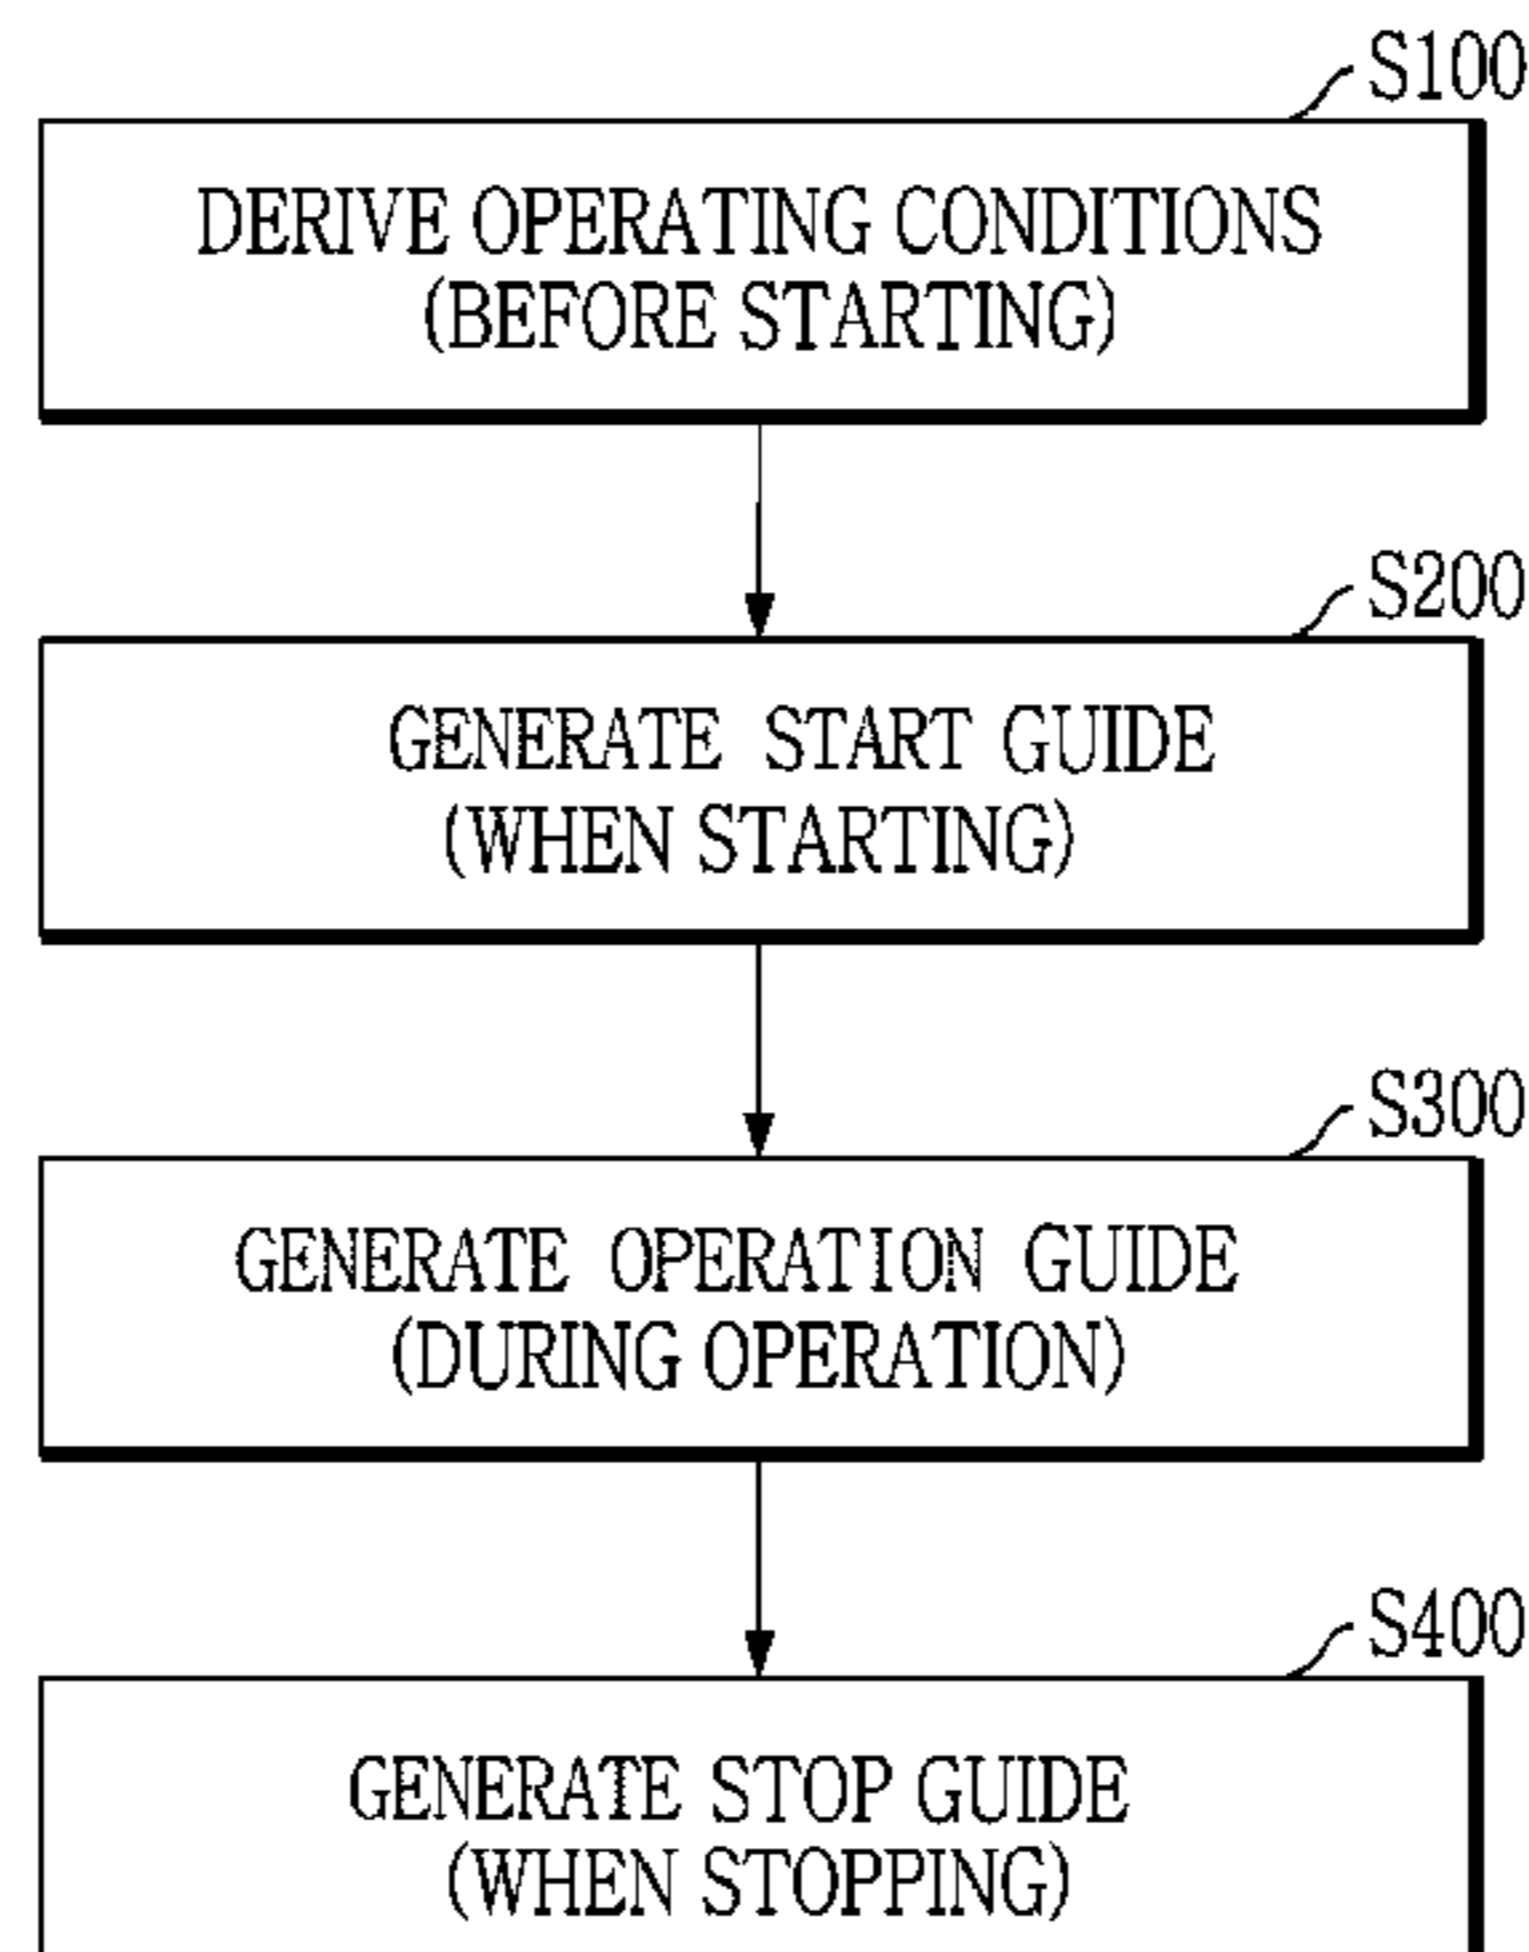 S100
DERIVE OPERATING CONDITIONS
(BEFORE STARTING)
S200
GENERATE START GUIDE
(WHEN STARTING)
S300
GENERATE OPERATION GUIDE
(DURING OPERATION)
S400
GENERATE STOP GUIDE
(WHEN STOPPING)